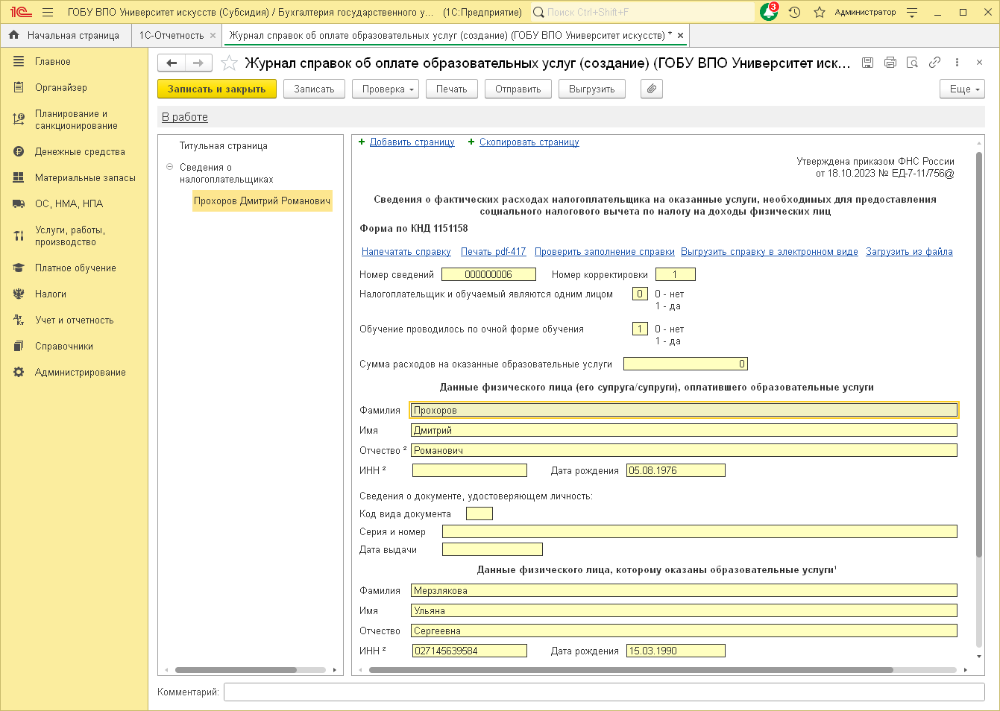 1С ГОБУ ВПО Университет искусств (Субсидия) / Бухгалтерия государственного у... (1С:Предприятие) Поиск Ctrl+Shift+F 3 Администратор
Начальная страница 1С-Отчетность × Журнал справок об оплате образовательных услуг (создание) (ГОБУ ВПО Университет искусств) * ×
Главное
Органайзер
Планирование и
санкционирование
Денежные средства
Материальные запасы
ОС, НМА, НПА
Услуги, работы,
производство
Платное обучение
Налоги
Учет и отчетность
Справочники
Администрирование
Журнал справок об оплате образовательных услуг (создание) (ГОБУ ВПО Университет иск...
Записать и закрыть Записать Проверка Печать Отправить Выгрузить Еще
В работе
Титульная страница
Сведения о
налогоплательщиках
Прохоров Дмитрий Романович
+ Добавить страницу + Скопировать страницу
Утверждена приказом ФНС России
от 18.10.2023 № ЕД-7-11/756@
Сведения о фактических расходах налогоплательщика на оказанные услуги, необходимых для предоставления
социального налогового вычета по налогу на доходы физических лиц
Форма по КНД 1151158
Напечатать справку Печать pdf-417 Проверить заполнение справки Выгрузить справку в электронном виде Загрузить из файла
Номер сведений 000000006 Номер корректировки 1
Налогоплательщик и обучаемый являются одним лицом 0 0 - нет
1 - да
Обучение проводилось по очной форме обучения 1 0 - нет
1 - да
Сумма расходов на оказанные образовательные услуги 0
Данные физического лица (его супруга/супруги), оплатившего образовательные услуги
Фамилия Прохоров
Имя Дмитрий
Отчество ² Романович
ИНН ² Дата рождения 05.08.1976
Сведения о документе, удостоверяющем личность:
Код вида документа
Серия и номер
Дата выдачи
Данные физического лица, которому оказаны образовательные услуги¹
Фамилия Мерзлякова
Имя Ульяна
Отчество Сергеевна
ИНН ² 027145639584 Дата рождения 15.03.1990
Комментарий: